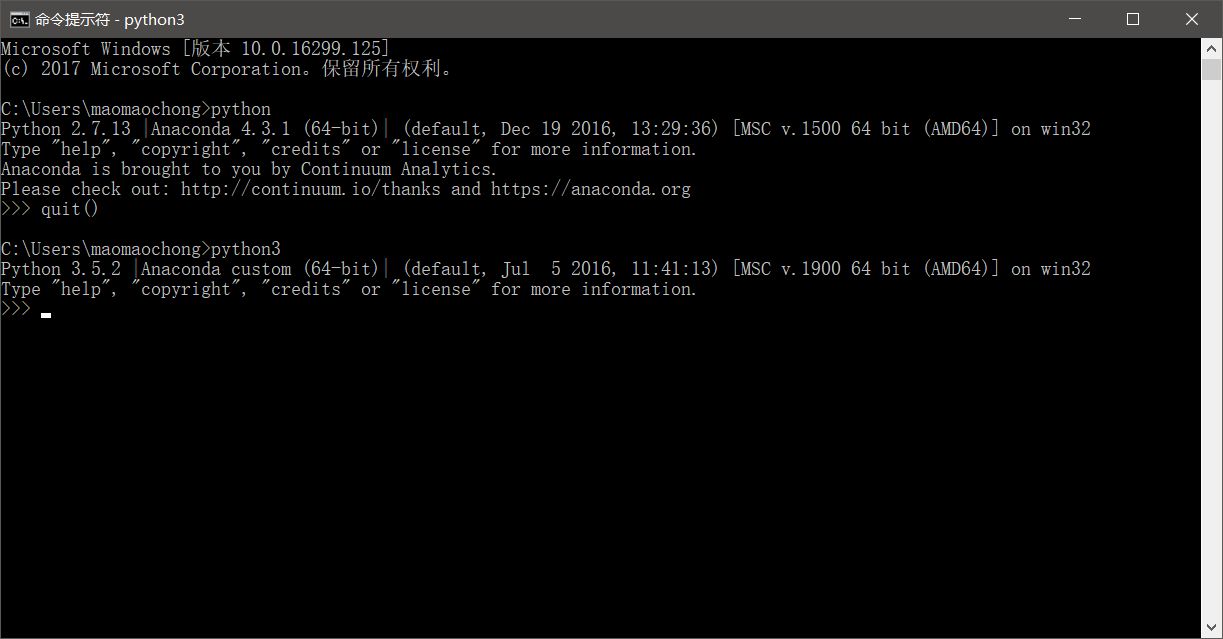 命令提示符 - python3
Microsoft Windows [版本 10.0.16299.125]
(c) 2017 Microsoft Corporation。保留所有权利。
C:\Users\maomaochong>python
Python 2.7.13 |Anaconda 4.3.1 (64-bit)| (default, Dec 19 2016, 13:29:36) [MSC v.1500 64 bit (AMD64)] on win32
Type "help", "copyright", "credits" or "license" for more information.
Anaconda is brought to you by Continuum Analytics.
Please check out: http://continuum.io/thanks and https://anaconda.org
>>> quit()
C:\Users\maomaochong>python3
Python 3.5.2 |Anaconda custom (64-bit)| (default, Jul  5 2016, 11:41:13) [MSC v.1900 64 bit (AMD64)] on win32
Type "help", "copyright", "credits" or "license" for more information.
>>>